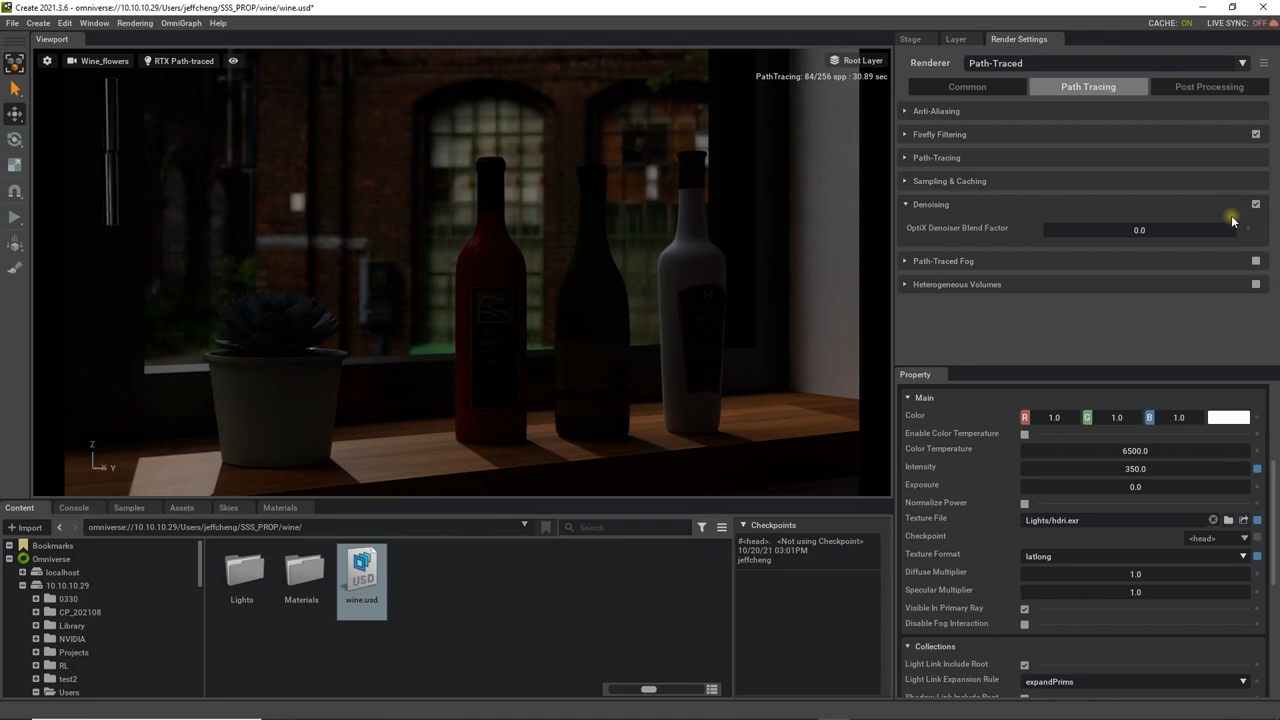 Create 2021.3.6 - omniverse://10.10.10.29/Users/jeffcheng/SSS_PROP/wine/wine.usd*
File Create Edit Window Rendering OmniGraph Help
CACHE: ON LIVE SYNC: OFF
Viewport
Wine_flowers RTX Path-traced Root Layer
PathTracing: 84/256 spp : 30.89 sec
Z
X Y
Stage Layer Render Settings
Renderer Path-Traced
Common Path Tracing Post Processing
Anti-Aliasing
Firefly Filtering
Path-Tracing
Sampling & Caching
Denoising
OptiX Denoiser Blend Factor 0.0
Path-Traced Fog
Heterogeneous Volumes
Property
Main
Color R 1.0 G 1.0 B 1.0
Enable Color Temperature
Color Temperature 6500.0
Intensity 350.0
Exposure 0.0
Normalize Power
Texture File Lights/hdri.exr
Checkpoint <head>
Texture Format latlong
Diffuse Multiplier 1.0
Specular Multiplier 1.0
Visible In Primary Ray
Disable Fog Interaction
Collections
Light Link Include Root
Light Link Expansion Rule expandPrims
Shadow Link Include Root
Content Console Samples Assets Skies Materials
+ Import omniverse://10.10.10.29/Users/jeffcheng/SSS_PROP/wine/ Search
Bookmarks
Omniverse
localhost
10.10.10.29
0330
CP_202108
Library
NVIDIA
Projects
RL
test2
Users
USD
Lights Materials wine.usd
Checkpoints
#<head>. <Not using Checkpoint>
10/20/21 03:01PM
jeffcheng